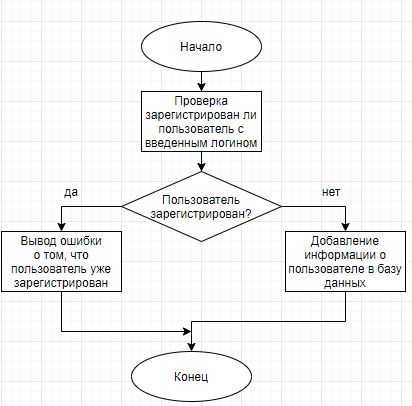 Начало
Проверка
зарегистрирован ли
пользователь с
введенным логином
да
Пользователь
зарегистрирован?
нет
Вывод ошибки
о том, что
пользователь уже
зарегистрирован
Добавление
информации о
пользователе в базу
данных
Конец